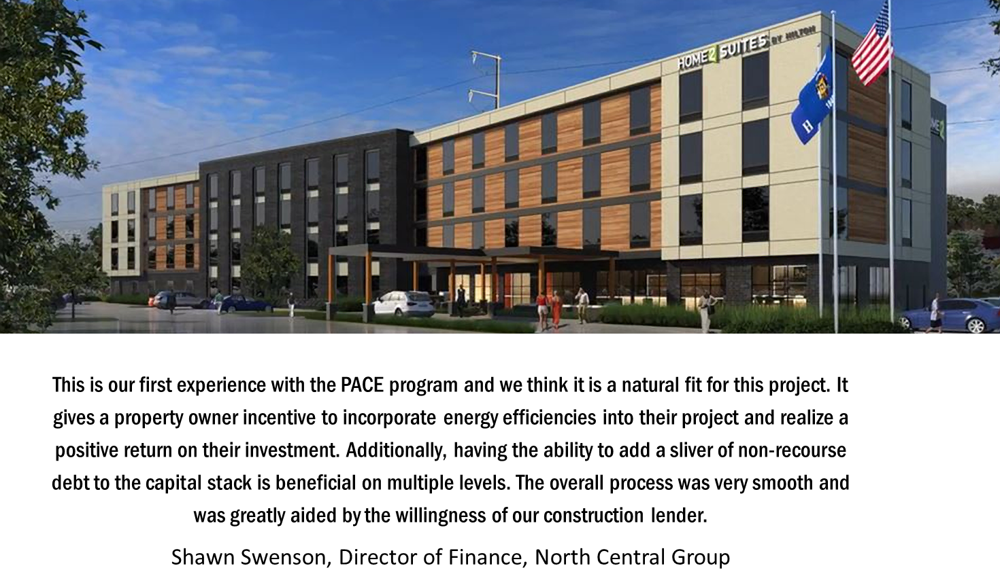 HOME2 SUITES BY HILTON
H
This is our first experience with the PACE program and we think it is a natural fit for this project. It
gives a property owner incentive to incorporate energy efficiencies into their project and realize a
positive return on their investment. Additionally, having the ability to add a sliver of non-recourse
debt to the capital stack is beneficial on multiple levels. The overall process was very smooth and
was greatly aided by the willingness of our construction lender.
Shawn Swenson, Director of Finance, North Central Group